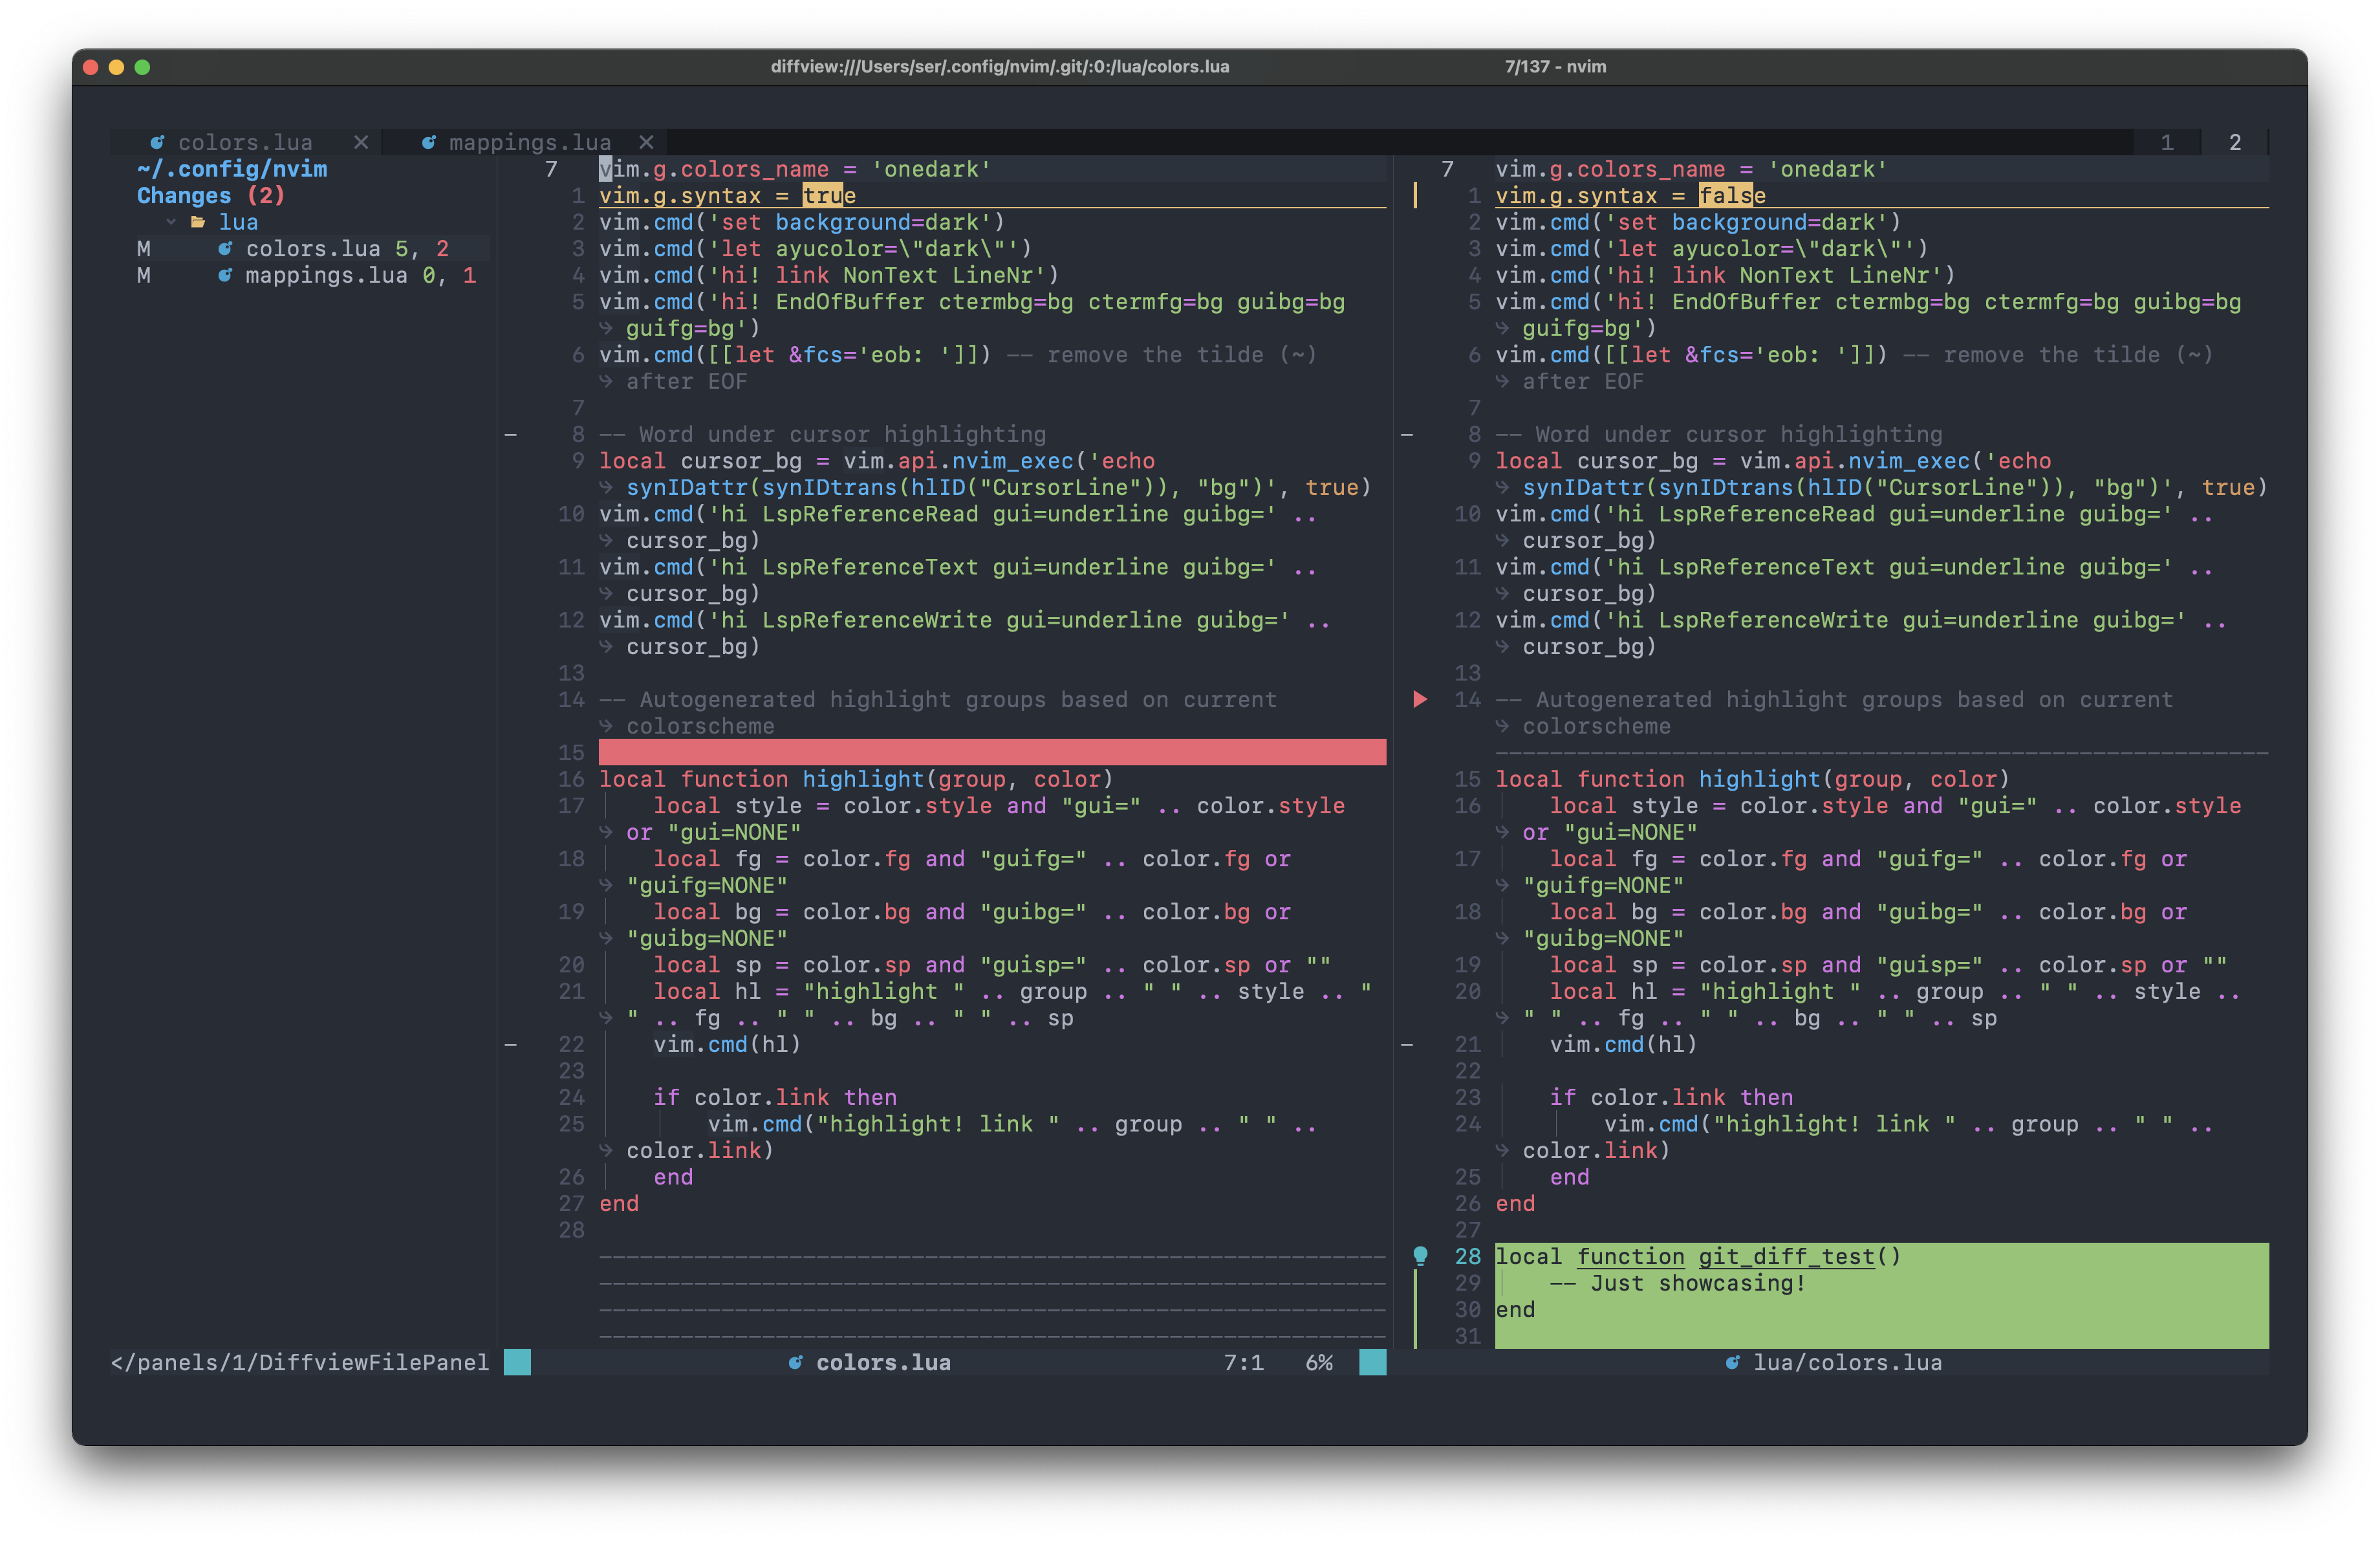 diffview:///Users/ser/.config/nvim/.git/:0:/lua/colors.lua 7/137 - nvim
colors.lua ✕ mappings.lua ✕ 1 2
~/.config/nvim
Changes (2)
lua
M colors.lua 5, 2
M mappings.lua 0, 1
7 vim.g.colors_name = 'onedark'
1 vim.g.syntax = true
2 vim.cmd('set background=dark')
3 vim.cmd('let ayucolor=\"dark\"')
4 vim.cmd('hi! link NonText LineNr')
5 vim.cmd('hi! EndOfBuffer ctermbg=bg ctermfg=bg guibg=bg
guifg=bg')
6 vim.cmd([[let &fcs='eob: ']]) -- remove the tilde (~)
after EOF
7
8 -- Word under cursor highlighting
9 local cursor_bg = vim.api.nvim_exec('echo
synIDattr(synIDtrans(hlID("CursorLine")), "bg")', true)
10 vim.cmd('hi LspReferenceRead gui=underline guibg=' ..
cursor_bg)
11 vim.cmd('hi LspReferenceText gui=underline guibg=' ..
cursor_bg)
12 vim.cmd('hi LspReferenceWrite gui=underline guibg=' ..
cursor_bg)
13
14 -- Autogenerated highlight groups based on current
colorscheme
15
16 local function highlight(group, color)
17 local style = color.style and "gui=" .. color.style
or "gui=NONE"
18 local fg = color.fg and "guifg=" .. color.fg or
"guifg=NONE"
19 local bg = color.bg and "guibg=" .. color.bg or
"guibg=NONE"
20 local sp = color.sp and "guisp=" .. color.sp or ""
21 local hl = "highlight " .. group .. " " .. style .. "
" .. fg .. " " .. bg .. " " .. sp
22 vim.cmd(hl)
23
24 if color.link then
25 vim.cmd("highlight! link " .. group .. " " ..
color.link)
26 end
27 end
28
7 vim.g.colors_name = 'onedark'
1 vim.g.syntax = false
2 vim.cmd('set background=dark')
3 vim.cmd('let ayucolor=\"dark\"')
4 vim.cmd('hi! link NonText LineNr')
5 vim.cmd('hi! EndOfBuffer ctermbg=bg ctermfg=bg guibg=bg
guifg=bg')
6 vim.cmd([[let &fcs='eob: ']]) -- remove the tilde (~)
after EOF
7
8 -- Word under cursor highlighting
9 local cursor_bg = vim.api.nvim_exec('echo
synIDattr(synIDtrans(hlID("CursorLine")), "bg")', true)
10 vim.cmd('hi LspReferenceRead gui=underline guibg=' ..
cursor_bg)
11 vim.cmd('hi LspReferenceText gui=underline guibg=' ..
cursor_bg)
12 vim.cmd('hi LspReferenceWrite gui=underline guibg=' ..
cursor_bg)
13
14 -- Autogenerated highlight groups based on current
colorscheme
15 local function highlight(group, color)
16 local style = color.style and "gui=" .. color.style
or "gui=NONE"
17 local fg = color.fg and "guifg=" .. color.fg or
"guifg=NONE"
18 local bg = color.bg and "guibg=" .. color.bg or
"guibg=NONE"
19 local sp = color.sp and "guisp=" .. color.sp or ""
20 local hl = "highlight " .. group .. " " .. style ..
" " .. fg .. " " .. bg .. " " .. sp
21 vim.cmd(hl)
22
23 if color.link then
24 vim.cmd("highlight! link " .. group .. " " ..
color.link)
25 end
26 end
27
28 local function git_diff_test()
29 -- Just showcasing!
30 end
31
</panels/1/DiffviewFilePanel colors.lua 7:1 6% lua/colors.lua